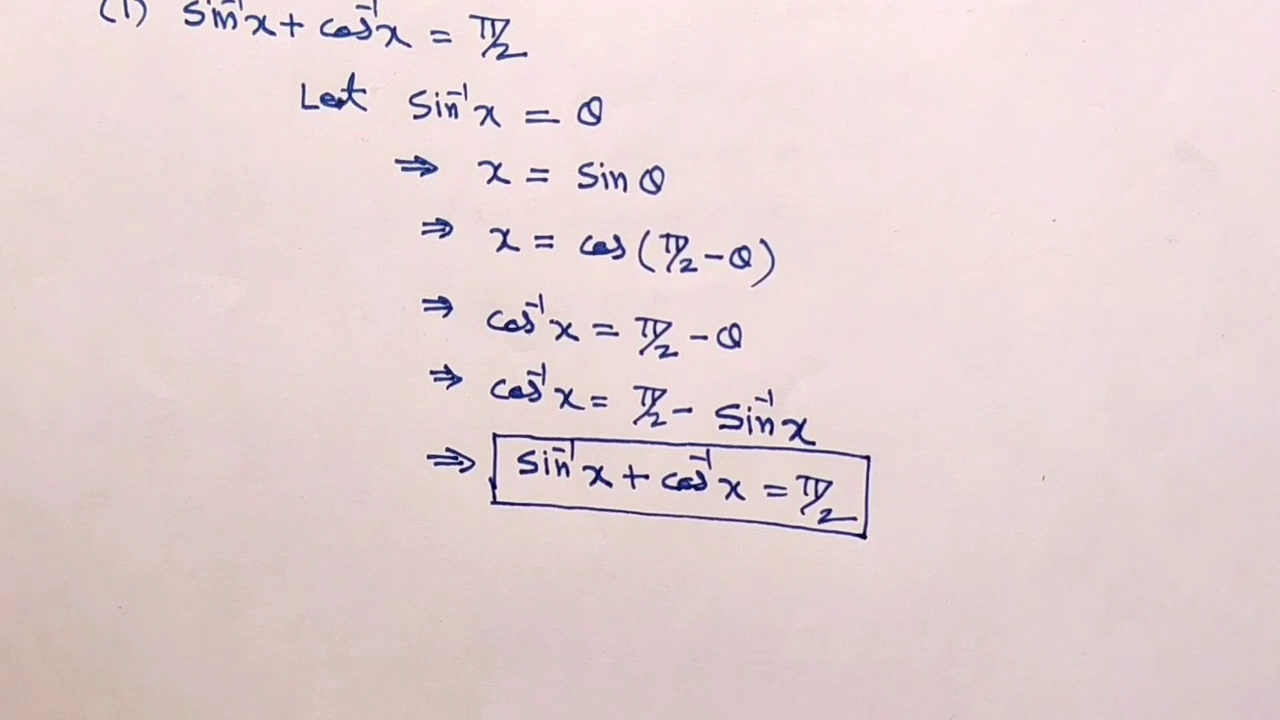 (1) sin⁻¹x + cos⁻¹x = π/2
Let sin⁻¹x = θ
⇒ x = sin θ
⇒ x = cos(π/2 - θ)
⇒ cos⁻¹x = π/2 - θ
⇒ cos⁻¹x = π/2 - sin⁻¹x
⇒ sin⁻¹x + cos⁻¹x = π/2